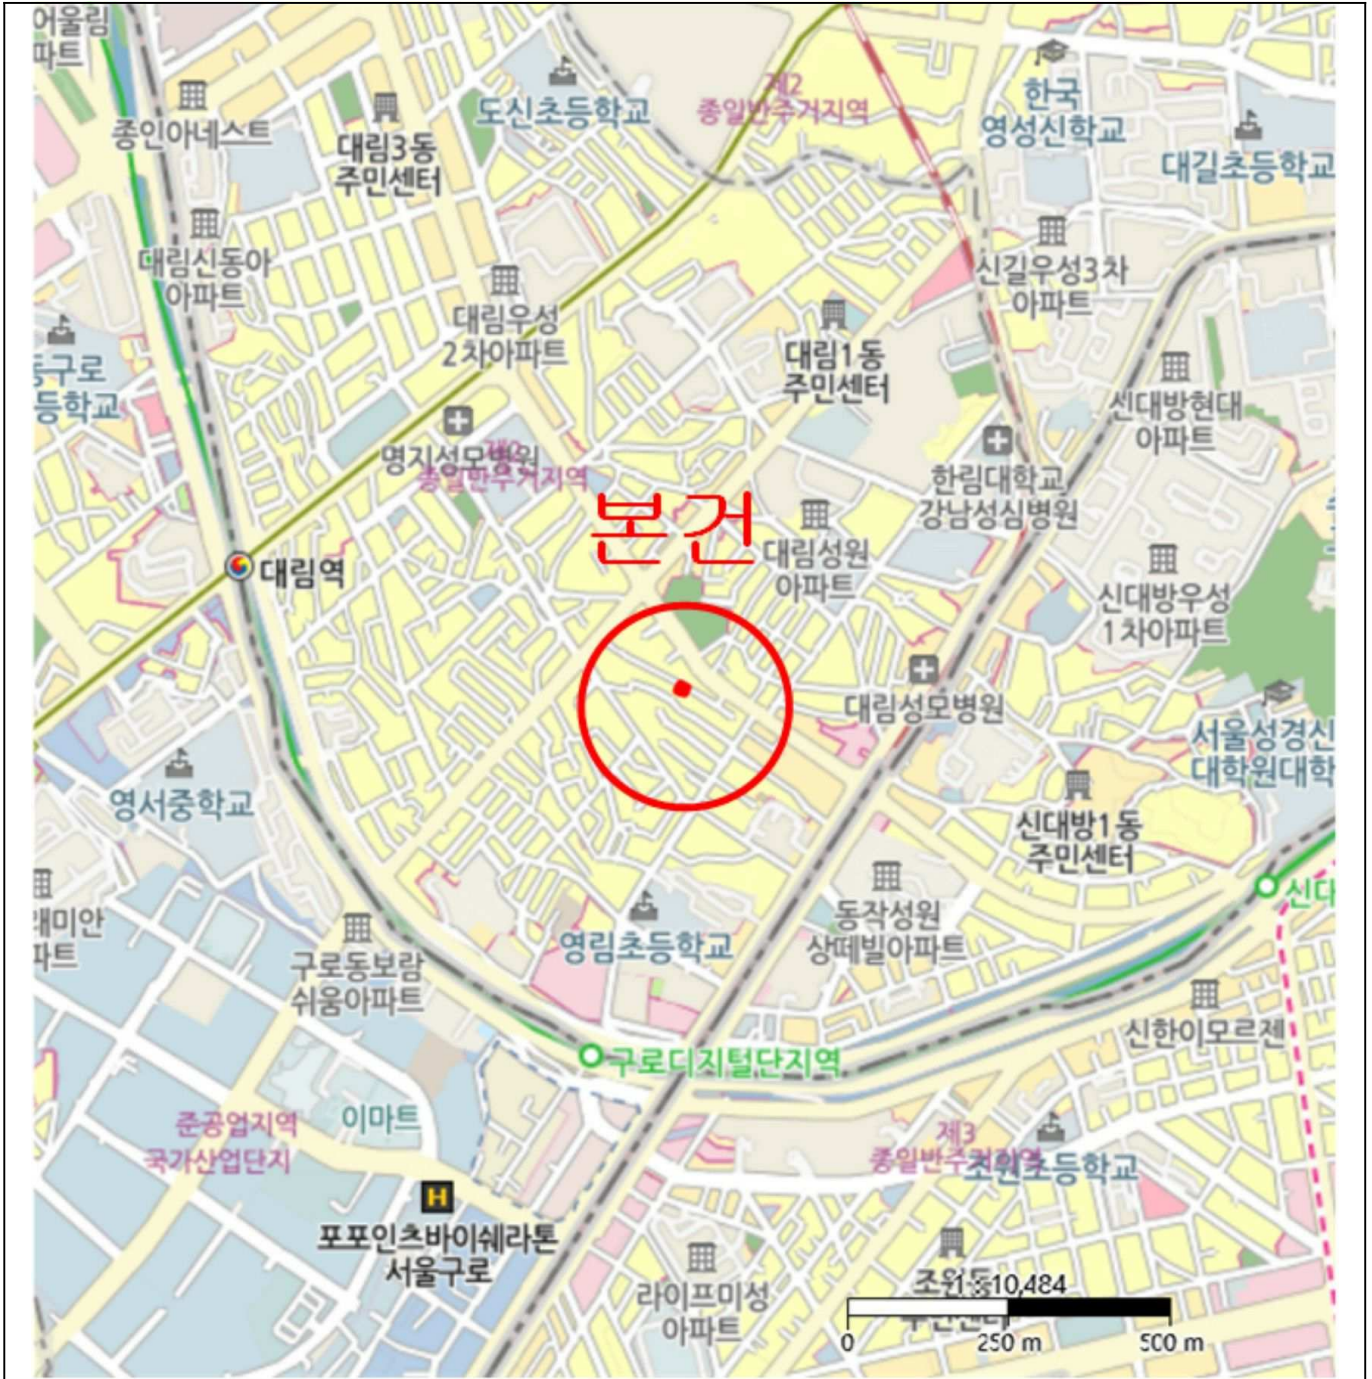 어울림
파트
종인아네스트
대림3동
주민센터
도신초등학교
제2
종일반주거지역
한국
영성신학교
대길초등학교
대림신동아
아파트
대림우성
2차아파트
신길우성3차
아파트
대림1동
주민센터
동구로
등학교
신대방현대
아파트
명지성모병원
종일반주거지역
한림대학교
강남성심병원
본건
대림성원
아파트
대림역
신대방우성
1차아파트
대림성모병원
서울성경신
대학원대학
영서중학교
신대방1동
주민센터
래미안
파트
신대
동작성원
상떼빌아파트
영림초등학교
구로동보람
쉬움아파트
신한이모르젠
구로디지털단지역
준공업지역
국가산업단지
이마트
제3
종일반주거지역
조원초등학교
H
포포인츠바이쉐라톤
서울구로
라이프미성
아파트
조원동
1:10,484
주민센터
0 250 m 500 m